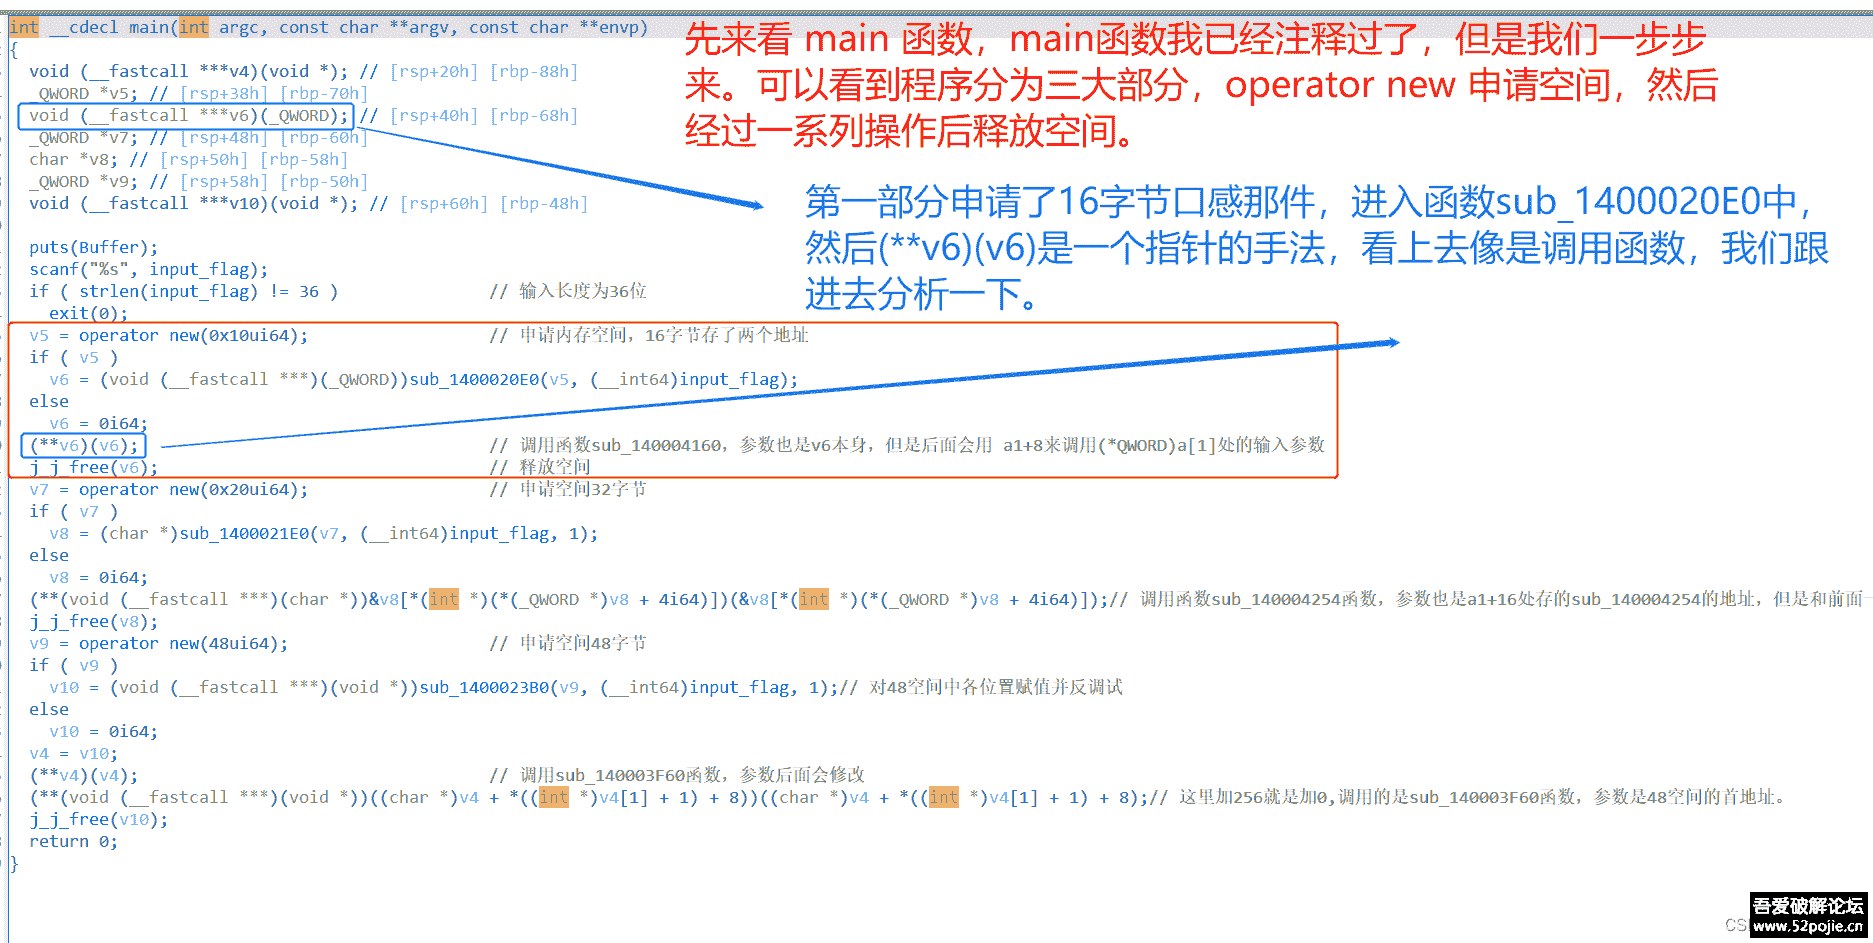 int __cdecl main(int argc, const char **argv, const char **envp)
{
先来看 main 函数，main函数我已经注释过了，但是我们一步步
来。可以看到程序分为三大部分，operator new 申请空间，然后
经过一系列操作后释放空间。
void (__fastcall ***v4)(void *); // [rsp+20h] [rbp-88h]
_QWORD *v5; // [rsp+38h] [rbp-70h]
void (__fastcall ***v6)(_QWORD); // [rsp+40h] [rbp-68h]
_QWORD *v7; // [rsp+48h] [rbp-60h]
char *v8; // [rsp+50h] [rbp-58h]
_QWORD *v9; // [rsp+58h] [rbp-50h]
void (__fastcall ***v10)(void *); // [rsp+60h] [rbp-48h]
第一部分申请了16字节口感那件，进入函数sub_1400020E0中，
然后(**v6)(v6)是一个指针的手法，看上去像是调用函数，我们跟
进去分析一下。
puts(Buffer);
scanf("%s", input_flag);
if ( strlen(input_flag) != 36 ) // 输入长度为36位
exit(0);
v5 = operator new(0x10ui64); // 申请内存空间，16字节存了两个地址
if ( v5 )
v6 = (void (__fastcall ***)(_QWORD))sub_1400020E0(v5, (__int64)input_flag);
else
v6 = 0i64;
(**v6)(v6); // 调用函数sub_140004160，参数也是v6本身，但是后面会用 a1+8来调用(*QWORD)a[1]处的输入参数
j_j_free(v6); // 释放空间
v7 = operator new(0x20ui64); // 申请空间32字节
if ( v7 )
v8 = (char *)sub_1400021E0(v7, (__int64)input_flag, 1);
else
v8 = 0i64;
(**(void (__fastcall ***)(char *))&v8[*(int *)(*(_QWORD *)v8 + 4i64)])(&v8[*(int *)(*(_QWORD *)v8 + 4i64)]);// 调用函数sub_140004254函数，参数也是a1+16处存的sub_140004254的地址，但是和前面一
j_j_free(v8);
v9 = operator new(48ui64); // 申请空间48字节
if ( v9 )
v10 = (void (__fastcall ***)(void *))sub_1400023B0(v9, (__int64)input_flag, 1);// 对48空间中各位置赋值并反调试
else
v10 = 0i64;
v4 = v10;
(**v4)(v4); // 调用sub_140003F60函数，参数后面会修改
(**(void (__fastcall ***)(void *))((char *)v4 + *((int *)v4[1] + 1) + 8))((char *)v4 + *((int *)v4[1] + 1) + 8);// 这里加256就是加0,调用的是sub_140003F60函数，参数是48空间的首地址。
j_j_free(v10);
return 0;
}
吾爱破解论坛
www.52pojie.cn